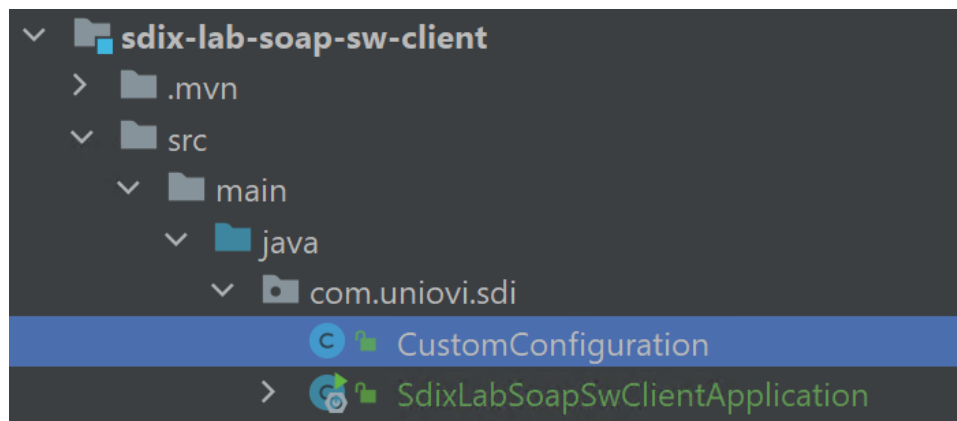 sdix-lab-soap-sw-client
.mvn
src
main
java
com.uniovi.sdi
C CustomConfiguration
SdixLabSoapSwClientApplication